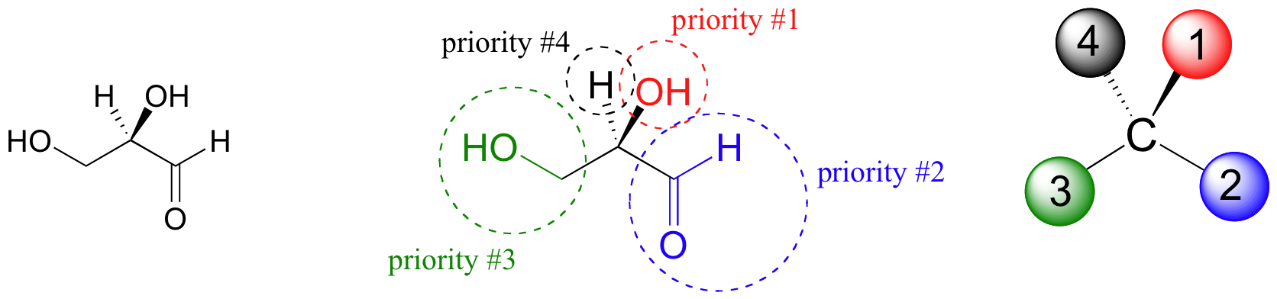 H OH
HO
H
O
priority #1
priority #4
H OH
HO
H
priority #2
O
priority #3
4 1
C
3 2